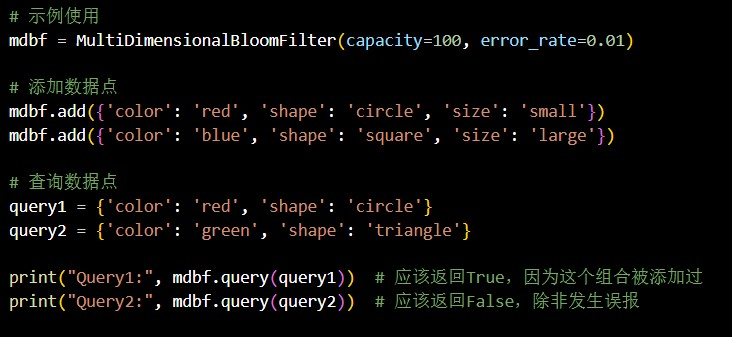 # 示例使用
mdbf = MultiDimensionalBloomFilter(capacity=100, error_rate=0.01)
# 添加数据点
mdbf.add({'color': 'red', 'shape': 'circle', 'size': 'small'})
mdbf.add({'color': 'blue', 'shape': 'square', 'size': 'large'})
# 查询数据点
query1 = {'color': 'red', 'shape': 'circle'}
query2 = {'color': 'green', 'shape': 'triangle'}
print("Query1:", mdbf.query(query1))  # 应该返回True，因为这个组合被添加过
print("Query2:", mdbf.query(query2))  # 应该返回False，除非发生误报